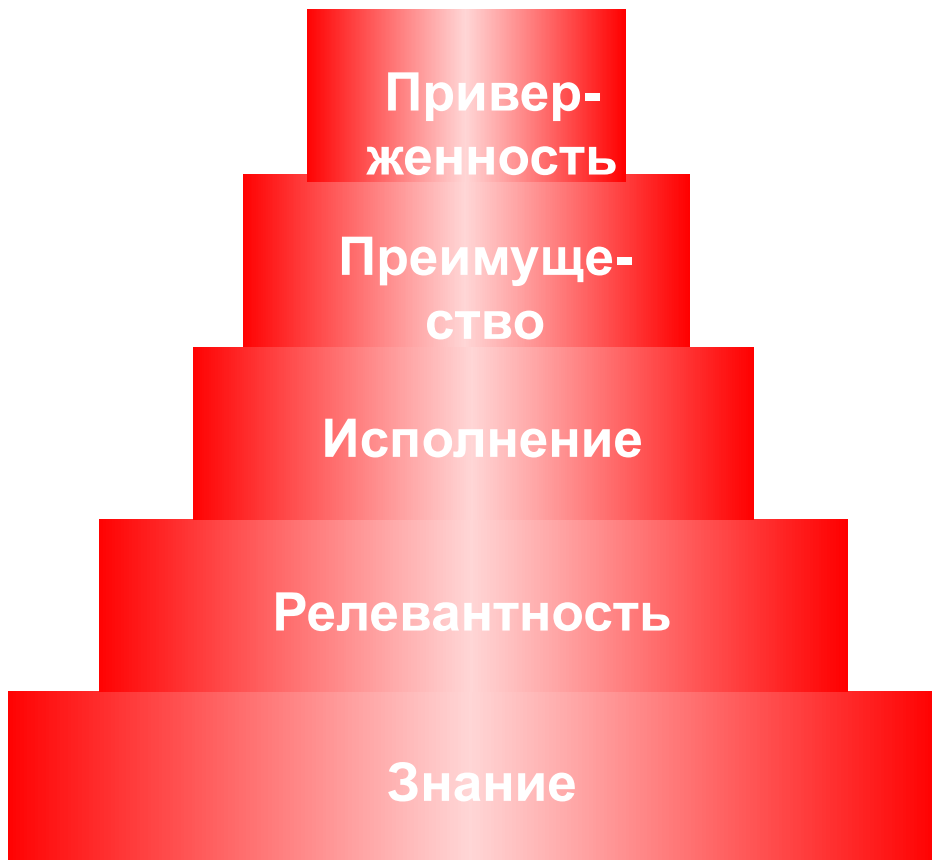 Привер-
женность
Преимуще-
ство
Исполнение
Релевантность
Знание